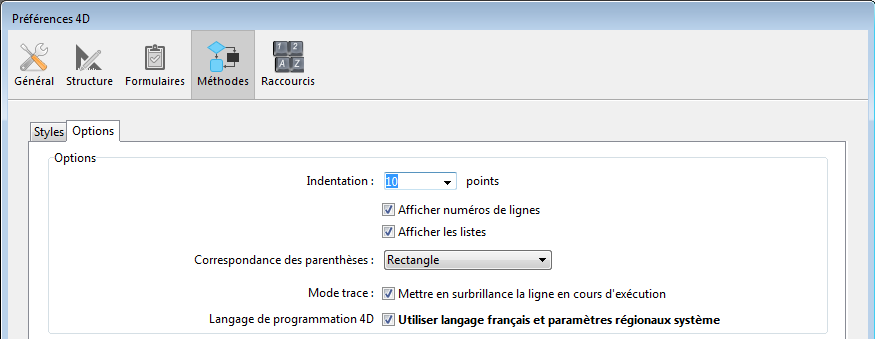 Préférences 4D
1 2
A Z
Général Structure Formulaires Méthodes Raccourcis
Styles Options
Options
Indentation : 10 points
Afficher numéros de lignes
Afficher les listes
Correspondance des parenthèses : Rectangle
Mode trace : Mettre en surbrillance la ligne en cours d'exécution
Langage de programmation 4D Utiliser langage français et paramètres régionaux système